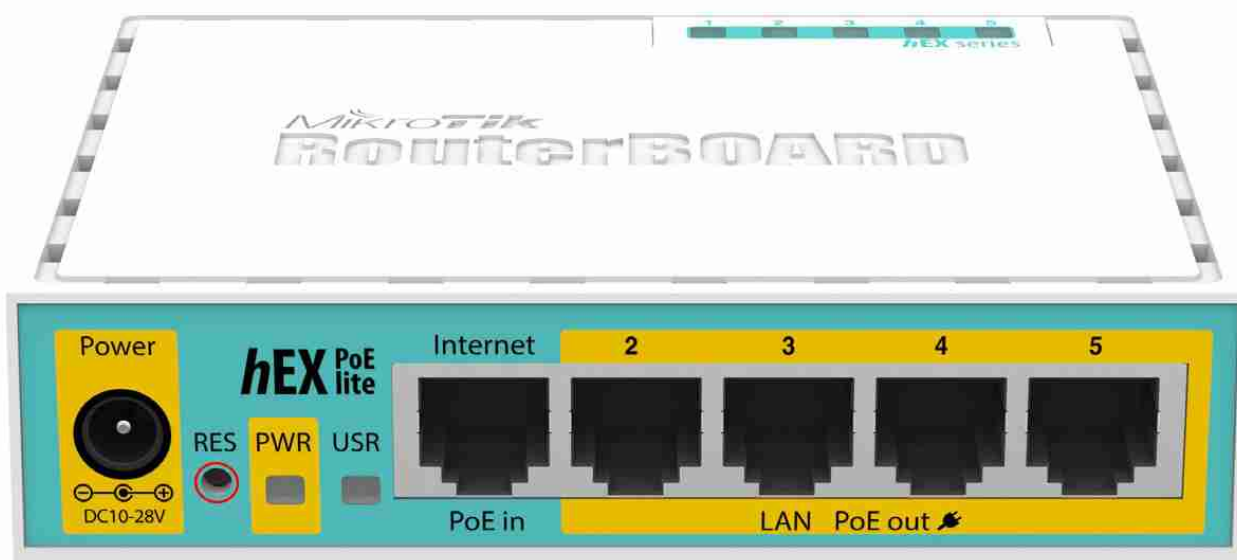 1 2 3 4 5
hEX series
MikroTik
RouterBOARD
Power
DC10-28V
hEX PoE lite
RES PWR USR
Internet 2 3 4 5
PoE in
LAN PoE out